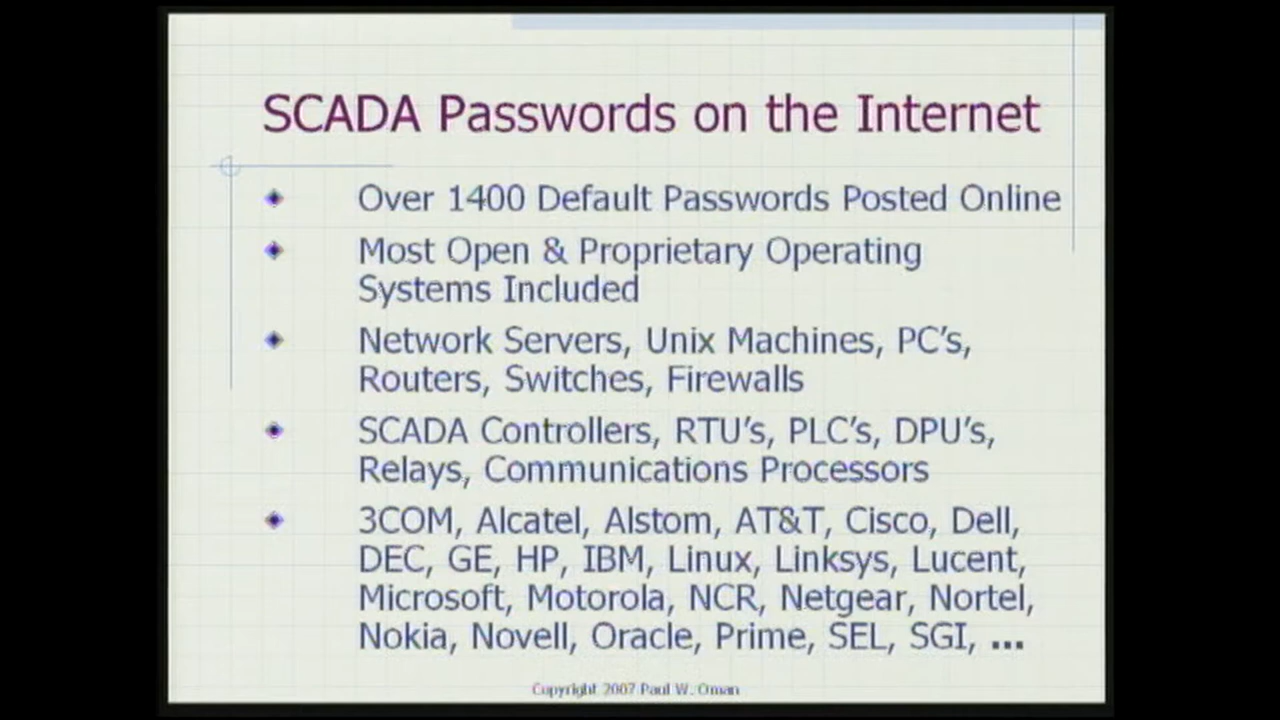 SCADA Passwords on the Internet
Over 1400 Default Passwords Posted Online
Most Open & Proprietary Operating
Systems Included
Network Servers, Unix Machines, PC’s,
Routers, Switches, Firewalls
SCADA Controllers, RTU’s, PLC’s, DPU’s,
Relays, Communications Processors
3COM, Alcatel, Alstom, AT&T, Cisco, Dell,
DEC, GE, HP, IBM, Linux, Linksys, Lucent,
Microsoft, Motorola, NCR, Netgear, Nortel,
Nokia, Novell, Oracle, Prime, SEL, SGI, ...
Copyright 2007 Paul W. Oman